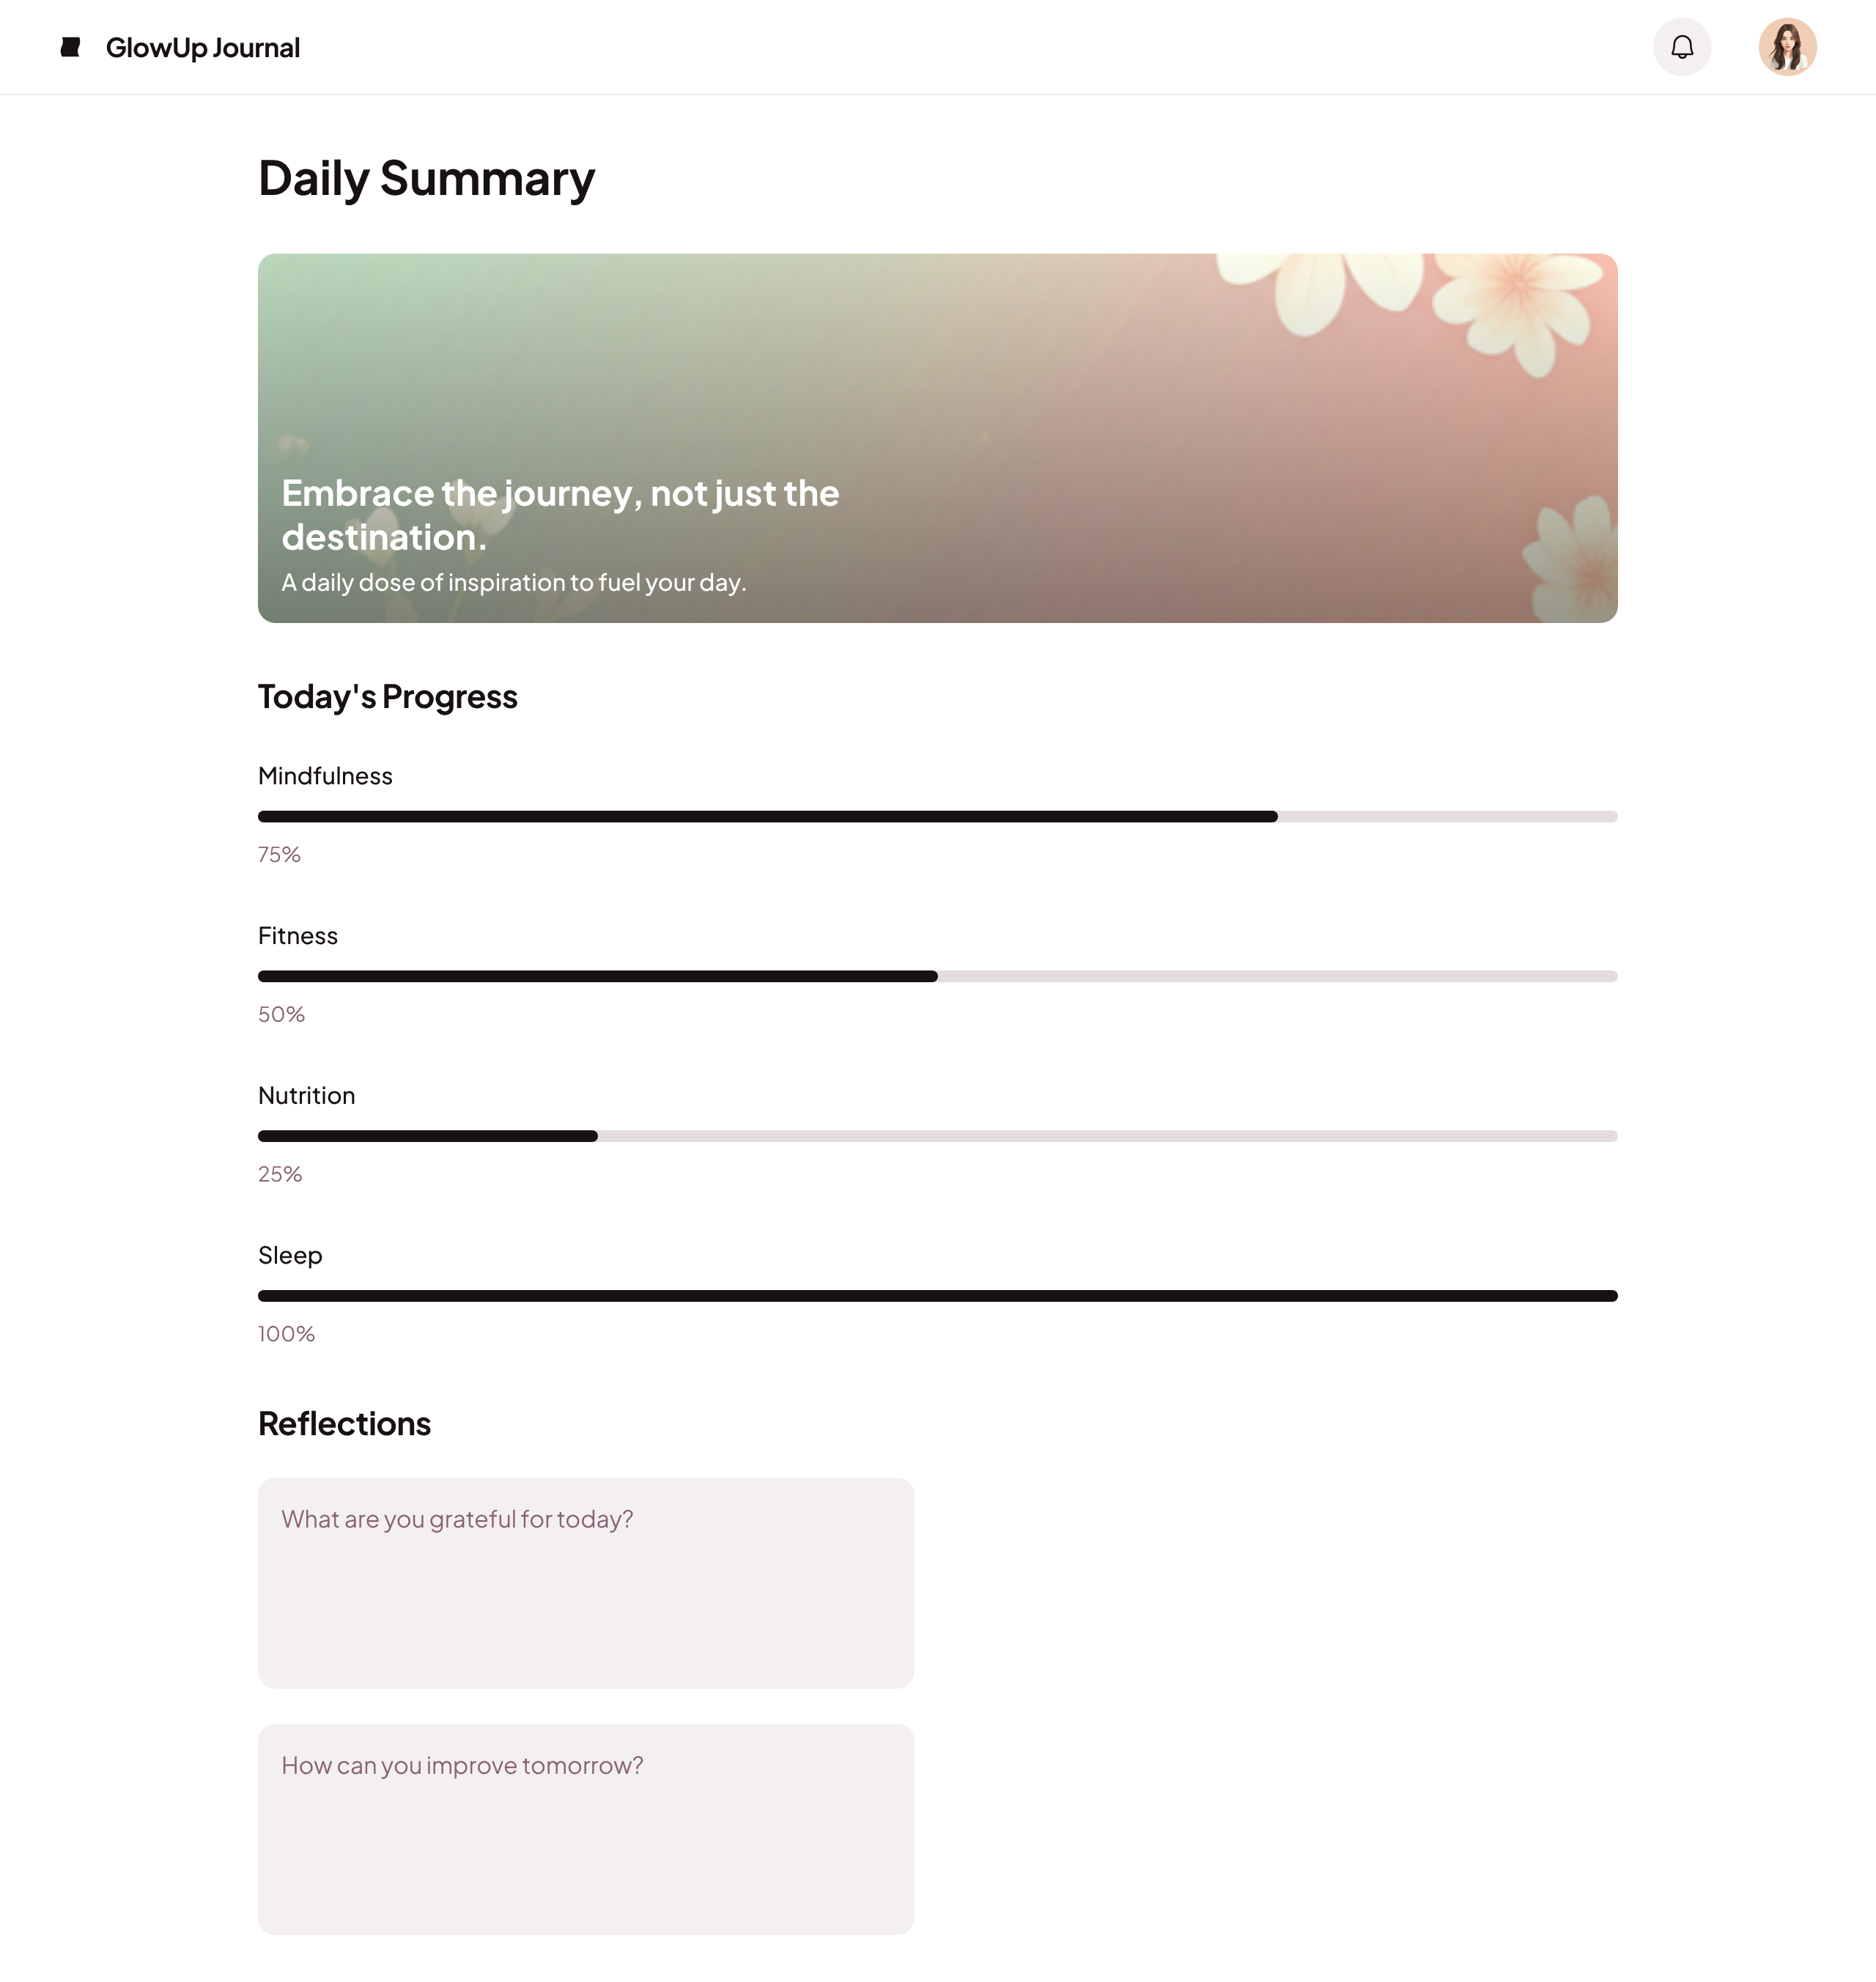 GlowUp Journal
Daily Summary
Embrace the journey, not just the
destination.
A daily dose of inspiration to fuel your day.
Today's Progress
Mindfulness
75%
Fitness
50%
Nutrition
25%
Sleep
100%
Reflections
What are you grateful for today?
How can you improve tomorrow?